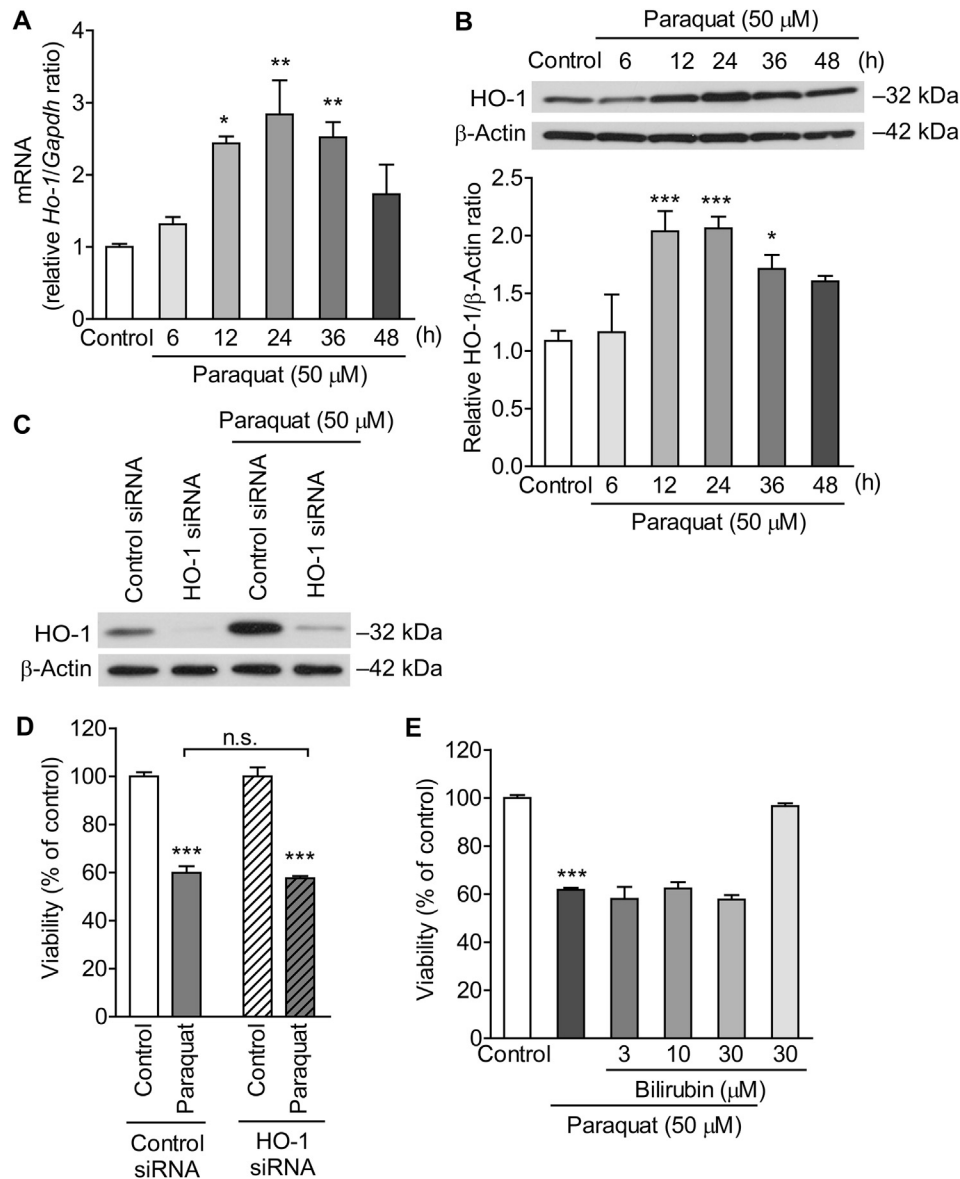 A
mRNA
(relative Ho-1/Gapdh ratio)
4
3
2
1
0
*
**
**
Control 6 12 24 36 48 (h)
Paraquat (50 μM)
B
Paraquat (50 μM)
Control 6 12 24 36 48 (h)
HO-1 –32 kDa
β-Actin –42 kDa
Relative HO-1/β-Actin ratio
2.5
2.0
1.5
1.0
0.5
0.0
***
***
*
Control 6 12 24 36 48 (h)
Paraquat (50 μM)
C
Paraquat (50 μM)
Control siRNA
HO-1 siRNA
Control siRNA
HO-1 siRNA
HO-1 –32 kDa
β-Actin –42 kDa
D
Viability (% of control)
120
100
80
60
40
20
0
n.s.
***
***
Control
Paraquat
Control
Paraquat
Control
siRNA
HO-1
siRNA
E
Viability (% of control)
120
100
80
60
40
20
0
***
Control 3 10 30 30
Bilirubin (μM)
Paraquat (50 μM)